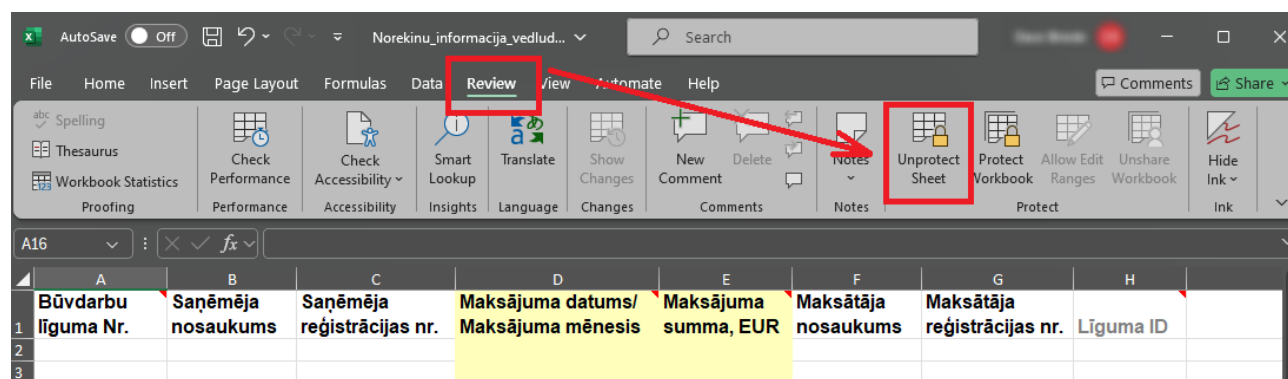 AutoSave Off Norekinu_informacija_vedlud... Search
File Home Insert Page Layout Formulas Data Review View Automate Help Comments Share
abc Spelling
Thesaurus
123 Workbook Statistics
Proofing
Check
Performance
Performance
Check
Accessibility
Accessibility
Smart
Lookup
Insights
Translate
Language
Show
Changes
Changes
New
Comment
Delete
Comments
Notes
Notes
Unprotect
Sheet
Protect
Workbook
Allow Edit
Ranges
Unshare
Workbook
Protect
Hide
Ink
Ink
A16 fx
A B C D E F G H
1
Būvdarbu
līguma Nr.
Saņēmēja
nosaukums
Saņēmēja
reģistrācijas nr.
Maksājuma datums/
Maksājuma mēnesis
Maksājuma
summa, EUR
Maksātāja
nosaukums
Maksātāja
reģistrācijas nr.
Līguma ID
2
3